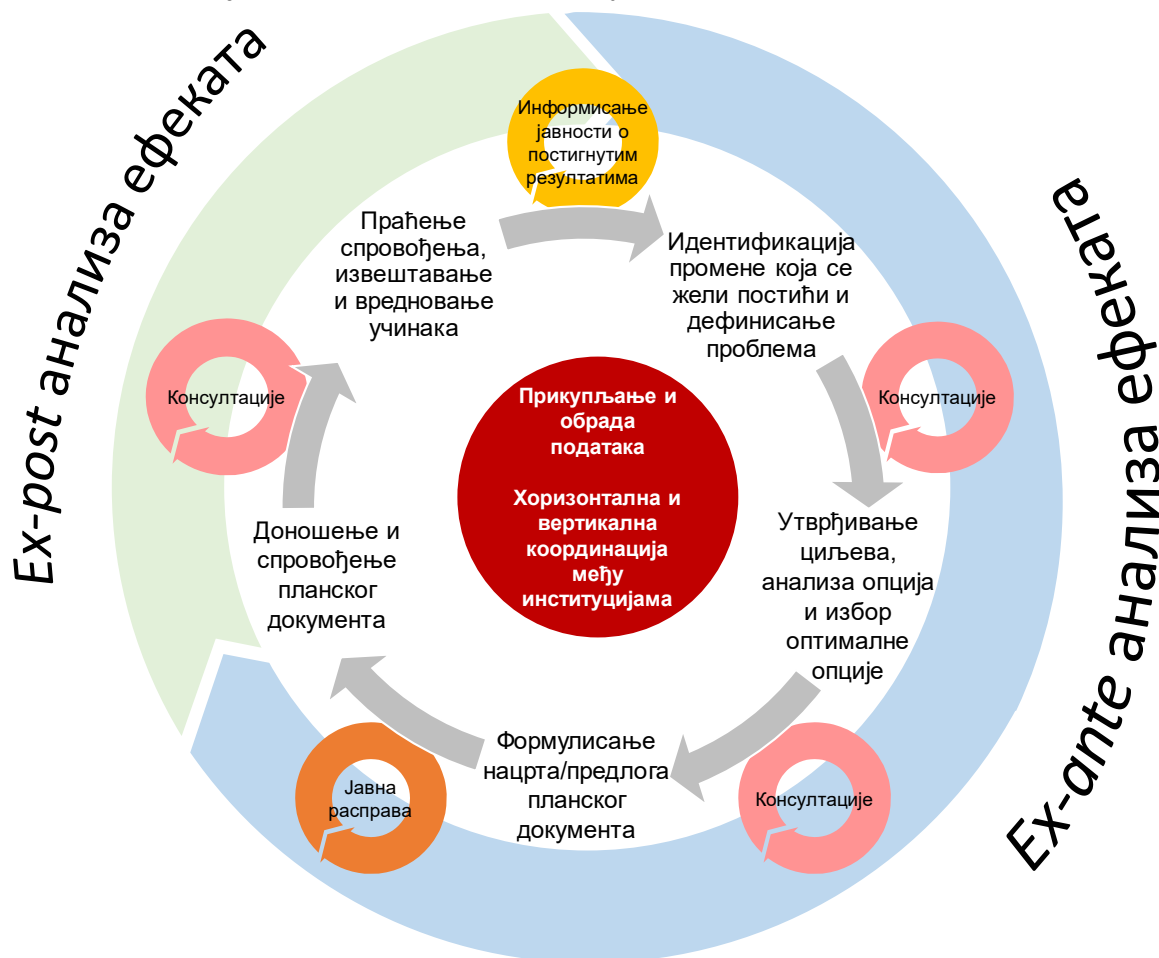 Ex-post анализа ефеката
Ex-ante анализа ефеката
Информисање
јавности о
постигнутим
резултатима
Идентификација
промене која се
жели постићи и
дефинисање
проблема
Консултације
Утврђивање
циљева,
анализа опција
и избор
оптималне
опције
Консултације
Формулисање
нацрта/предлога
планског
документа
Јавна
расправа
Доношење и
спровођење
планског
документа
Консултације
Праћење
спровођења,
извештавање
и вредновање
учинака
Прикупљање и
обрада
података
Хоризонтална и
вертикална
координација
међу
институцијама